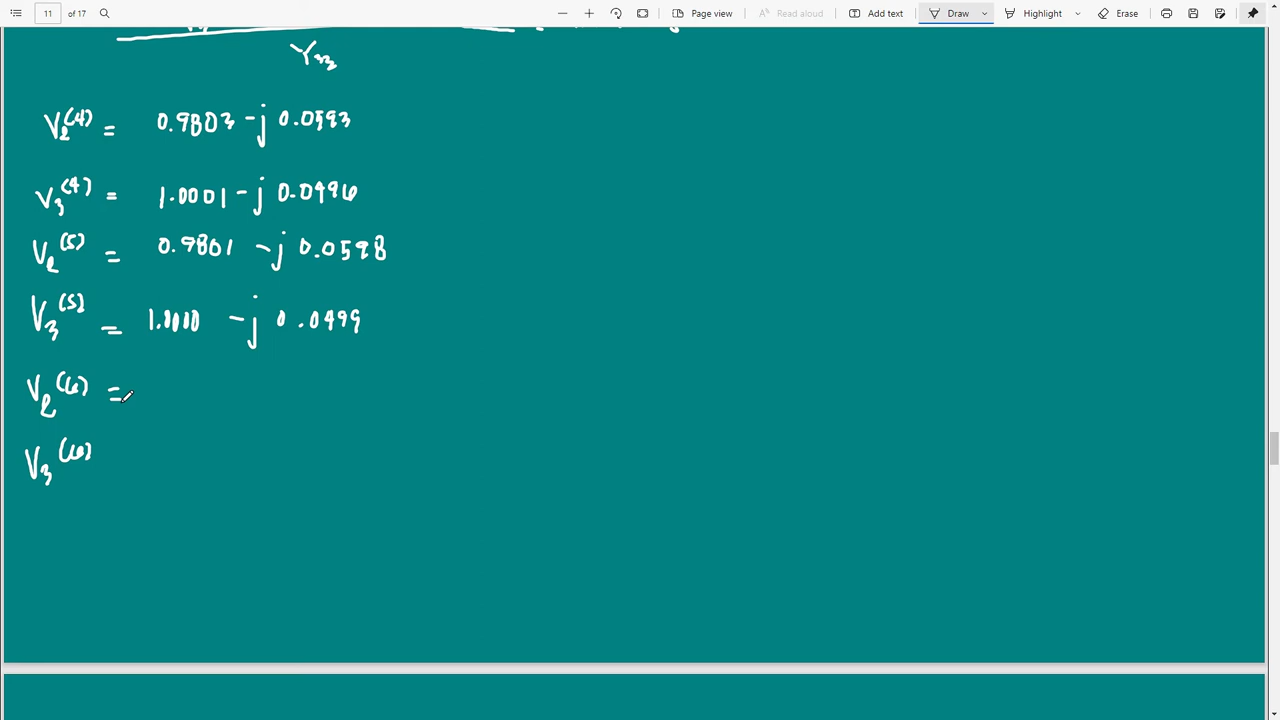 11 of 17 Page view Read aloud Add text Draw Highlight Erase
Y₃₃
V₂⁽⁴⁾ = 0.9803 - j 0.0593
V₃⁽⁴⁾ = 1.0001 - j 0.0496
V₂⁽⁵⁾ = 0.9801 - j 0.0598
V₃⁽⁵⁾ = 1.0000 - j 0.0499
V₂⁽⁶⁾ =
V₃⁽⁶⁾